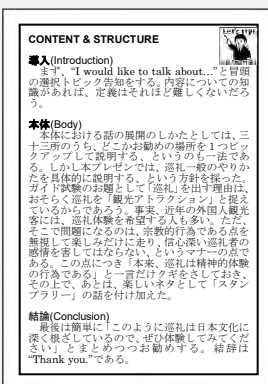 CONTENT & STRUCTURE
Let's try!
導入(Introduction)
まず、“I would like to talk about...”と冒頭
の選択トピック告知をする。内容についての知
識があれば、定義はそれほど難しくないだろ
う。
本体(Body)
本体における話の展開のしかたとしては、三
十三所のうち、どこかお勧めの場所を1つピッ
クアップして説明する、というのも一法であ
る。しかし本プレゼンでは、巡礼一般のやりか
たを具体的に説明する、という方針を採った。
ガイド試験のお題として「巡礼」を出す理由は、
おそらく巡礼を「観光アトラクション」と捉え
ているからであろう。事実、近年の外国人観光
客には、巡礼体験を希望する人も多い。ただ、
そこで問題になるのは、宗教的行為である点を
無視して楽しみだけに走り、信心深い巡礼者の
感情を害してはならない、というマナーの点で
ある。この点につき「本来、巡礼は精神的体験
の行為である」と一言だけクギをさしておき、
その上で、あとは、楽しいネタとして「スタン
プラリー」の話を付け加えた。
結論(Conclusion)
最後は簡単に「このように巡礼は日本文化に
深く根ざしているので、ぜひ体験してみてくだ
さい」とまとめつつお勧めする。結辞は
“Thank you.”である。